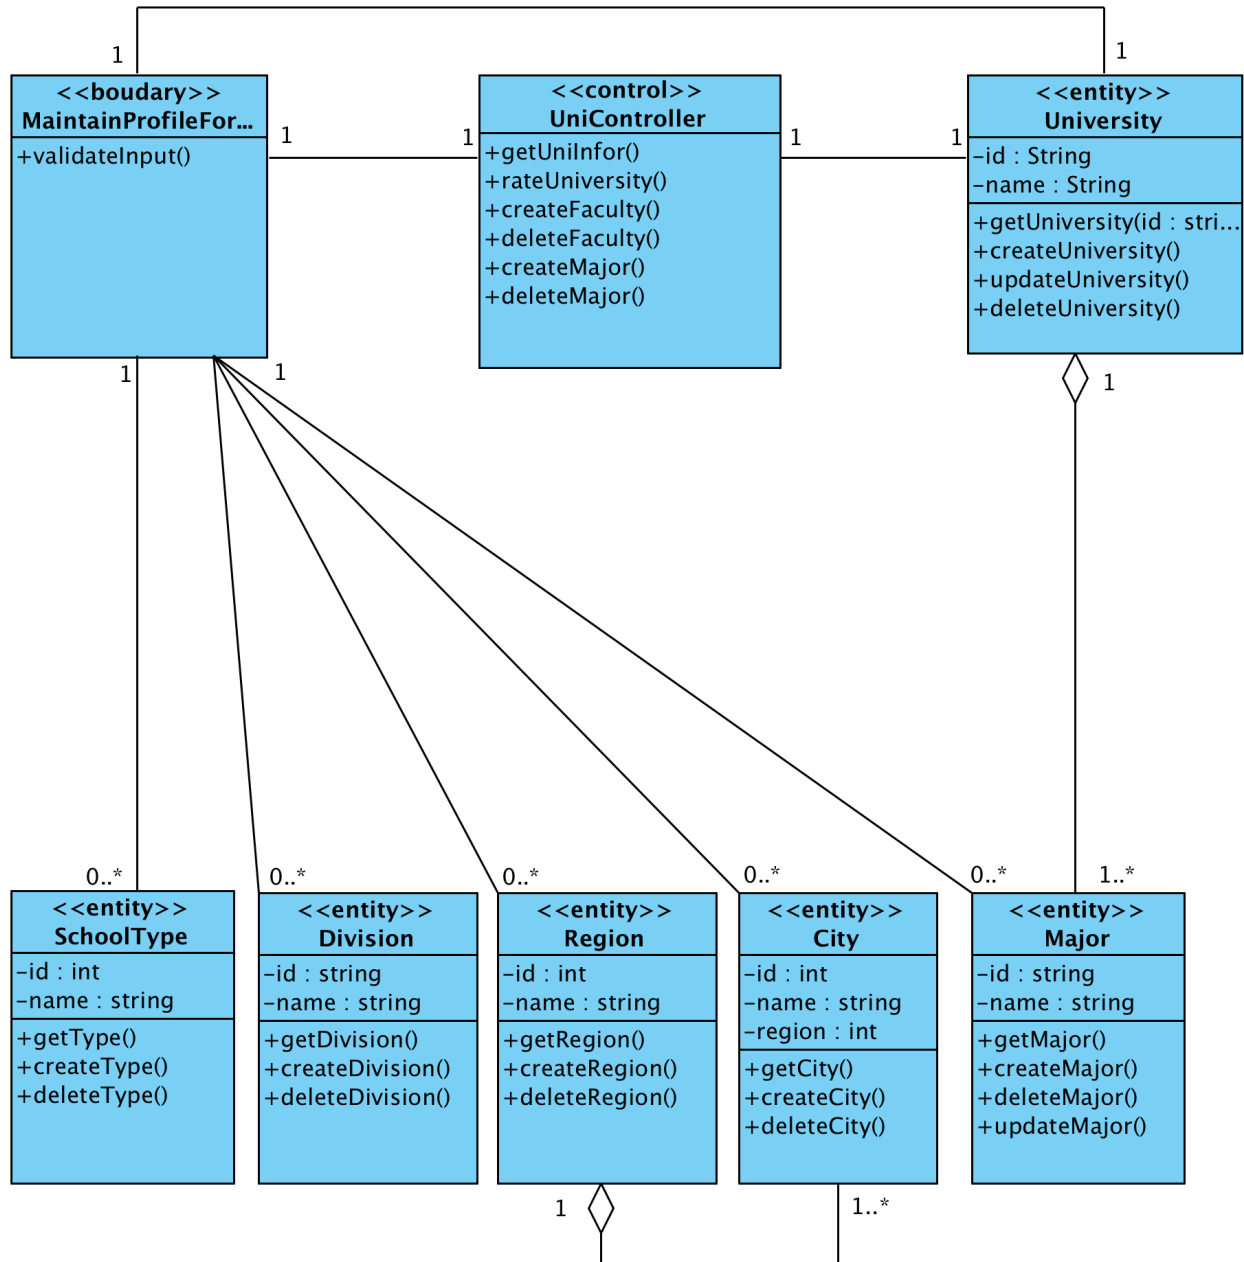 1
1
<<boudary>>
MaintainProfileFor...
+validateInput()
1
1
<<control>>
UniController
+getUniInfor()
+rateUniversity()
+createFaculty()
+deleteFaculty()
+createMajor()
+deleteMajor()
1
1
<<entity>>
University
-id : String
-name : String
+getUniversity(id : stri...
+createUniversity()
+updateUniversity()
+deleteUniversity()
1
1
1
0..*
0..*
0..*
0..*
0..*
1..*
<<entity>>
SchoolType
-id : int
-name : string
+getType()
+createType()
+deleteType()
<<entity>>
Division
-id : string
-name : string
+getDivision()
+createDivision()
+deleteDivision()
<<entity>>
Region
-id : int
-name : string
+getRegion()
+createRegion()
+deleteRegion()
<<entity>>
City
-id : int
-name : string
-region : int
+getCity()
+createCity()
+deleteCity()
<<entity>>
Major
-id : string
-name : string
+getMajor()
+createMajor()
+deleteMajor()
+updateMajor()
1
1..*